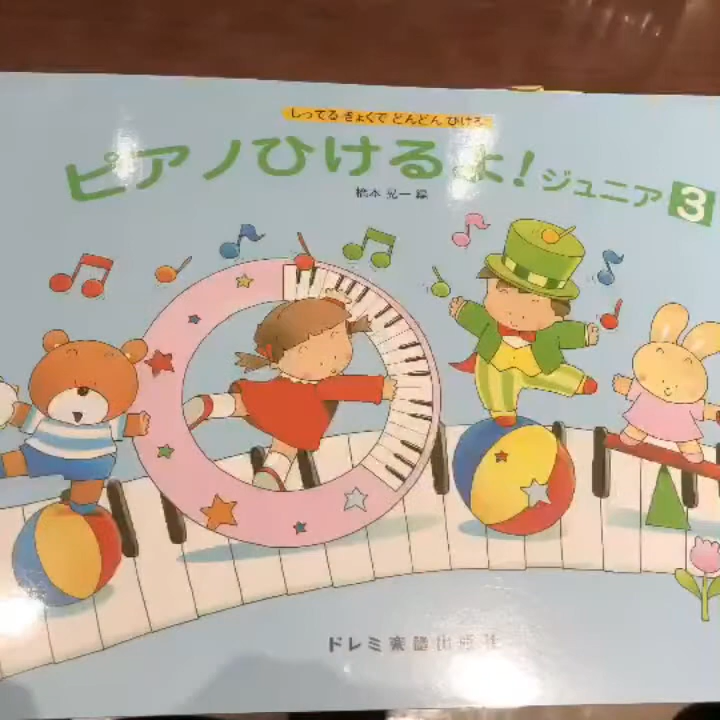 しってる きょくで どんどん ひける
ピアノひけるよ!ジュニア3
橋本 晃一 編
ドレミ楽譜出版社